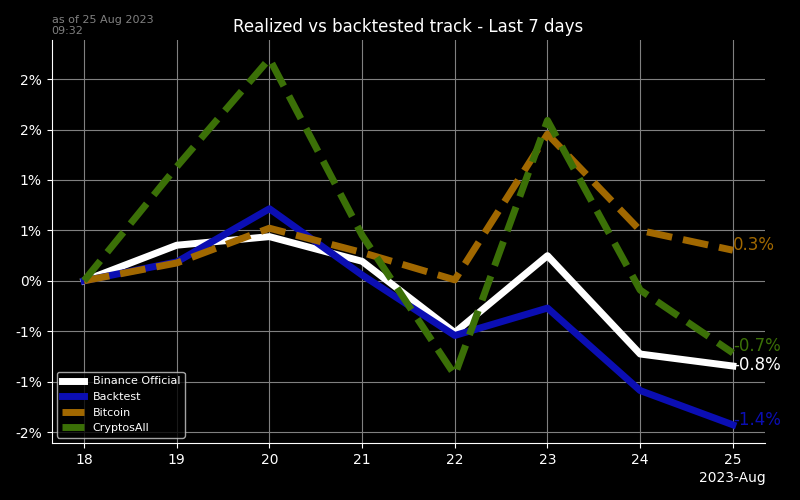 as of 25 Aug 2023
09:32
Realized vs backtested track - Last 7 days
2%
2%
1%
1%
0%
-1%
-1%
-2%
0.3%
-0.7%
-0.8%
-1.4%
Binance Official
Backtest
Bitcoin
CryptosAll
18 19 20 21 22 23 24 25
2023-Aug